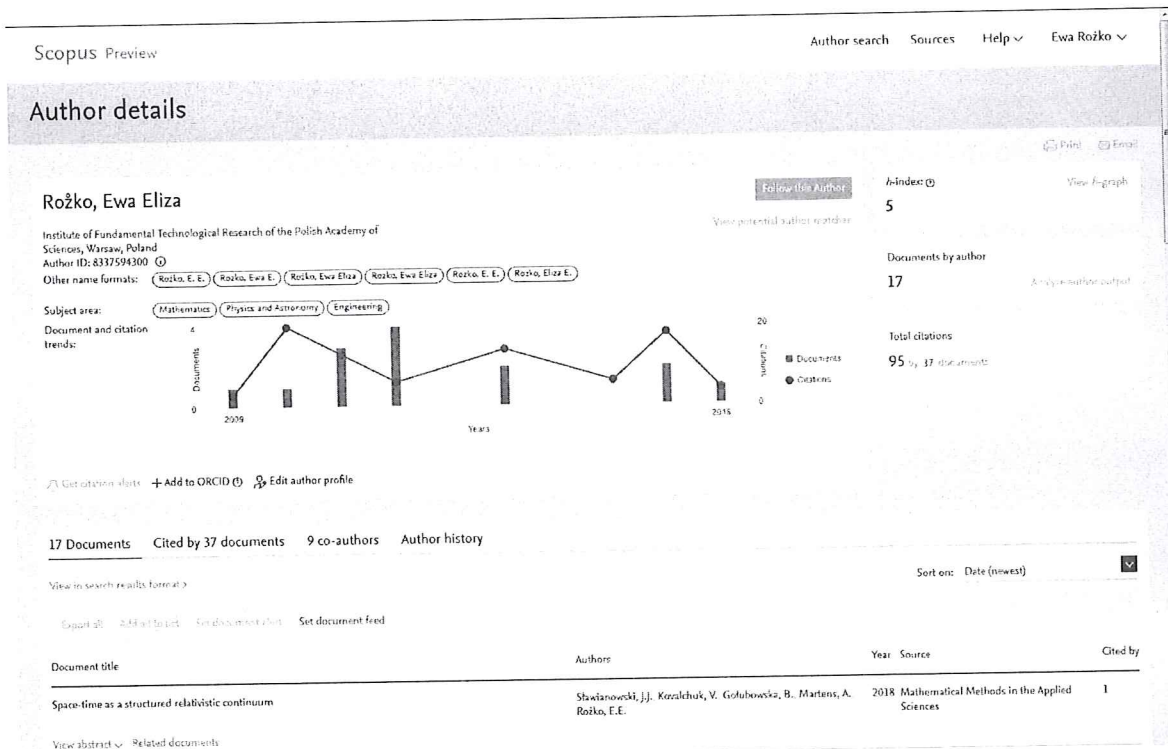 Scopus Preview
Author search Sources Help Ewa Rożko
Author details
Print Email
Rožko, Ewa Eliza
Follow this Author
View potential author matches
h-index:
View h-graph
5
Institute of Fundamental Technological Research of the Polish Academy of
Sciences, Warsaw, Poland
Author ID: 8337594300
Other name formats: Rożko, E. E. Rożko, Ewa E. Rożko, Ewa Eliza Rozko, Ewa Eliza Rozko, E. E. Rożko, Eliza E.
Documents by author
17
Analyze author output
Subject area: Mathematics Physics and Astronomy Engineering
Document and citation
trends:
Total citations
95 by 37 documents
4
Documents
0
2009
Years
2018
20
Citations
0
Documents
Citations
Get citation alerts + Add to ORCID Edit author profile
17 Documents Cited by 37 documents 9 co-authors Author history
View in search results format >
Sort on: Date (newest)
Export all Add all to list Set document alert Set document feed
Document title Authors Year Source Cited by
Space-time as a structured relativistic continuum
Sławianowski, J.J. Kovalchuk, V. Gołubowska, B. Martens, A.
Rożko, E.E.
2018 Mathematical Methods in the Applied
Sciences
1
View abstract Related documents